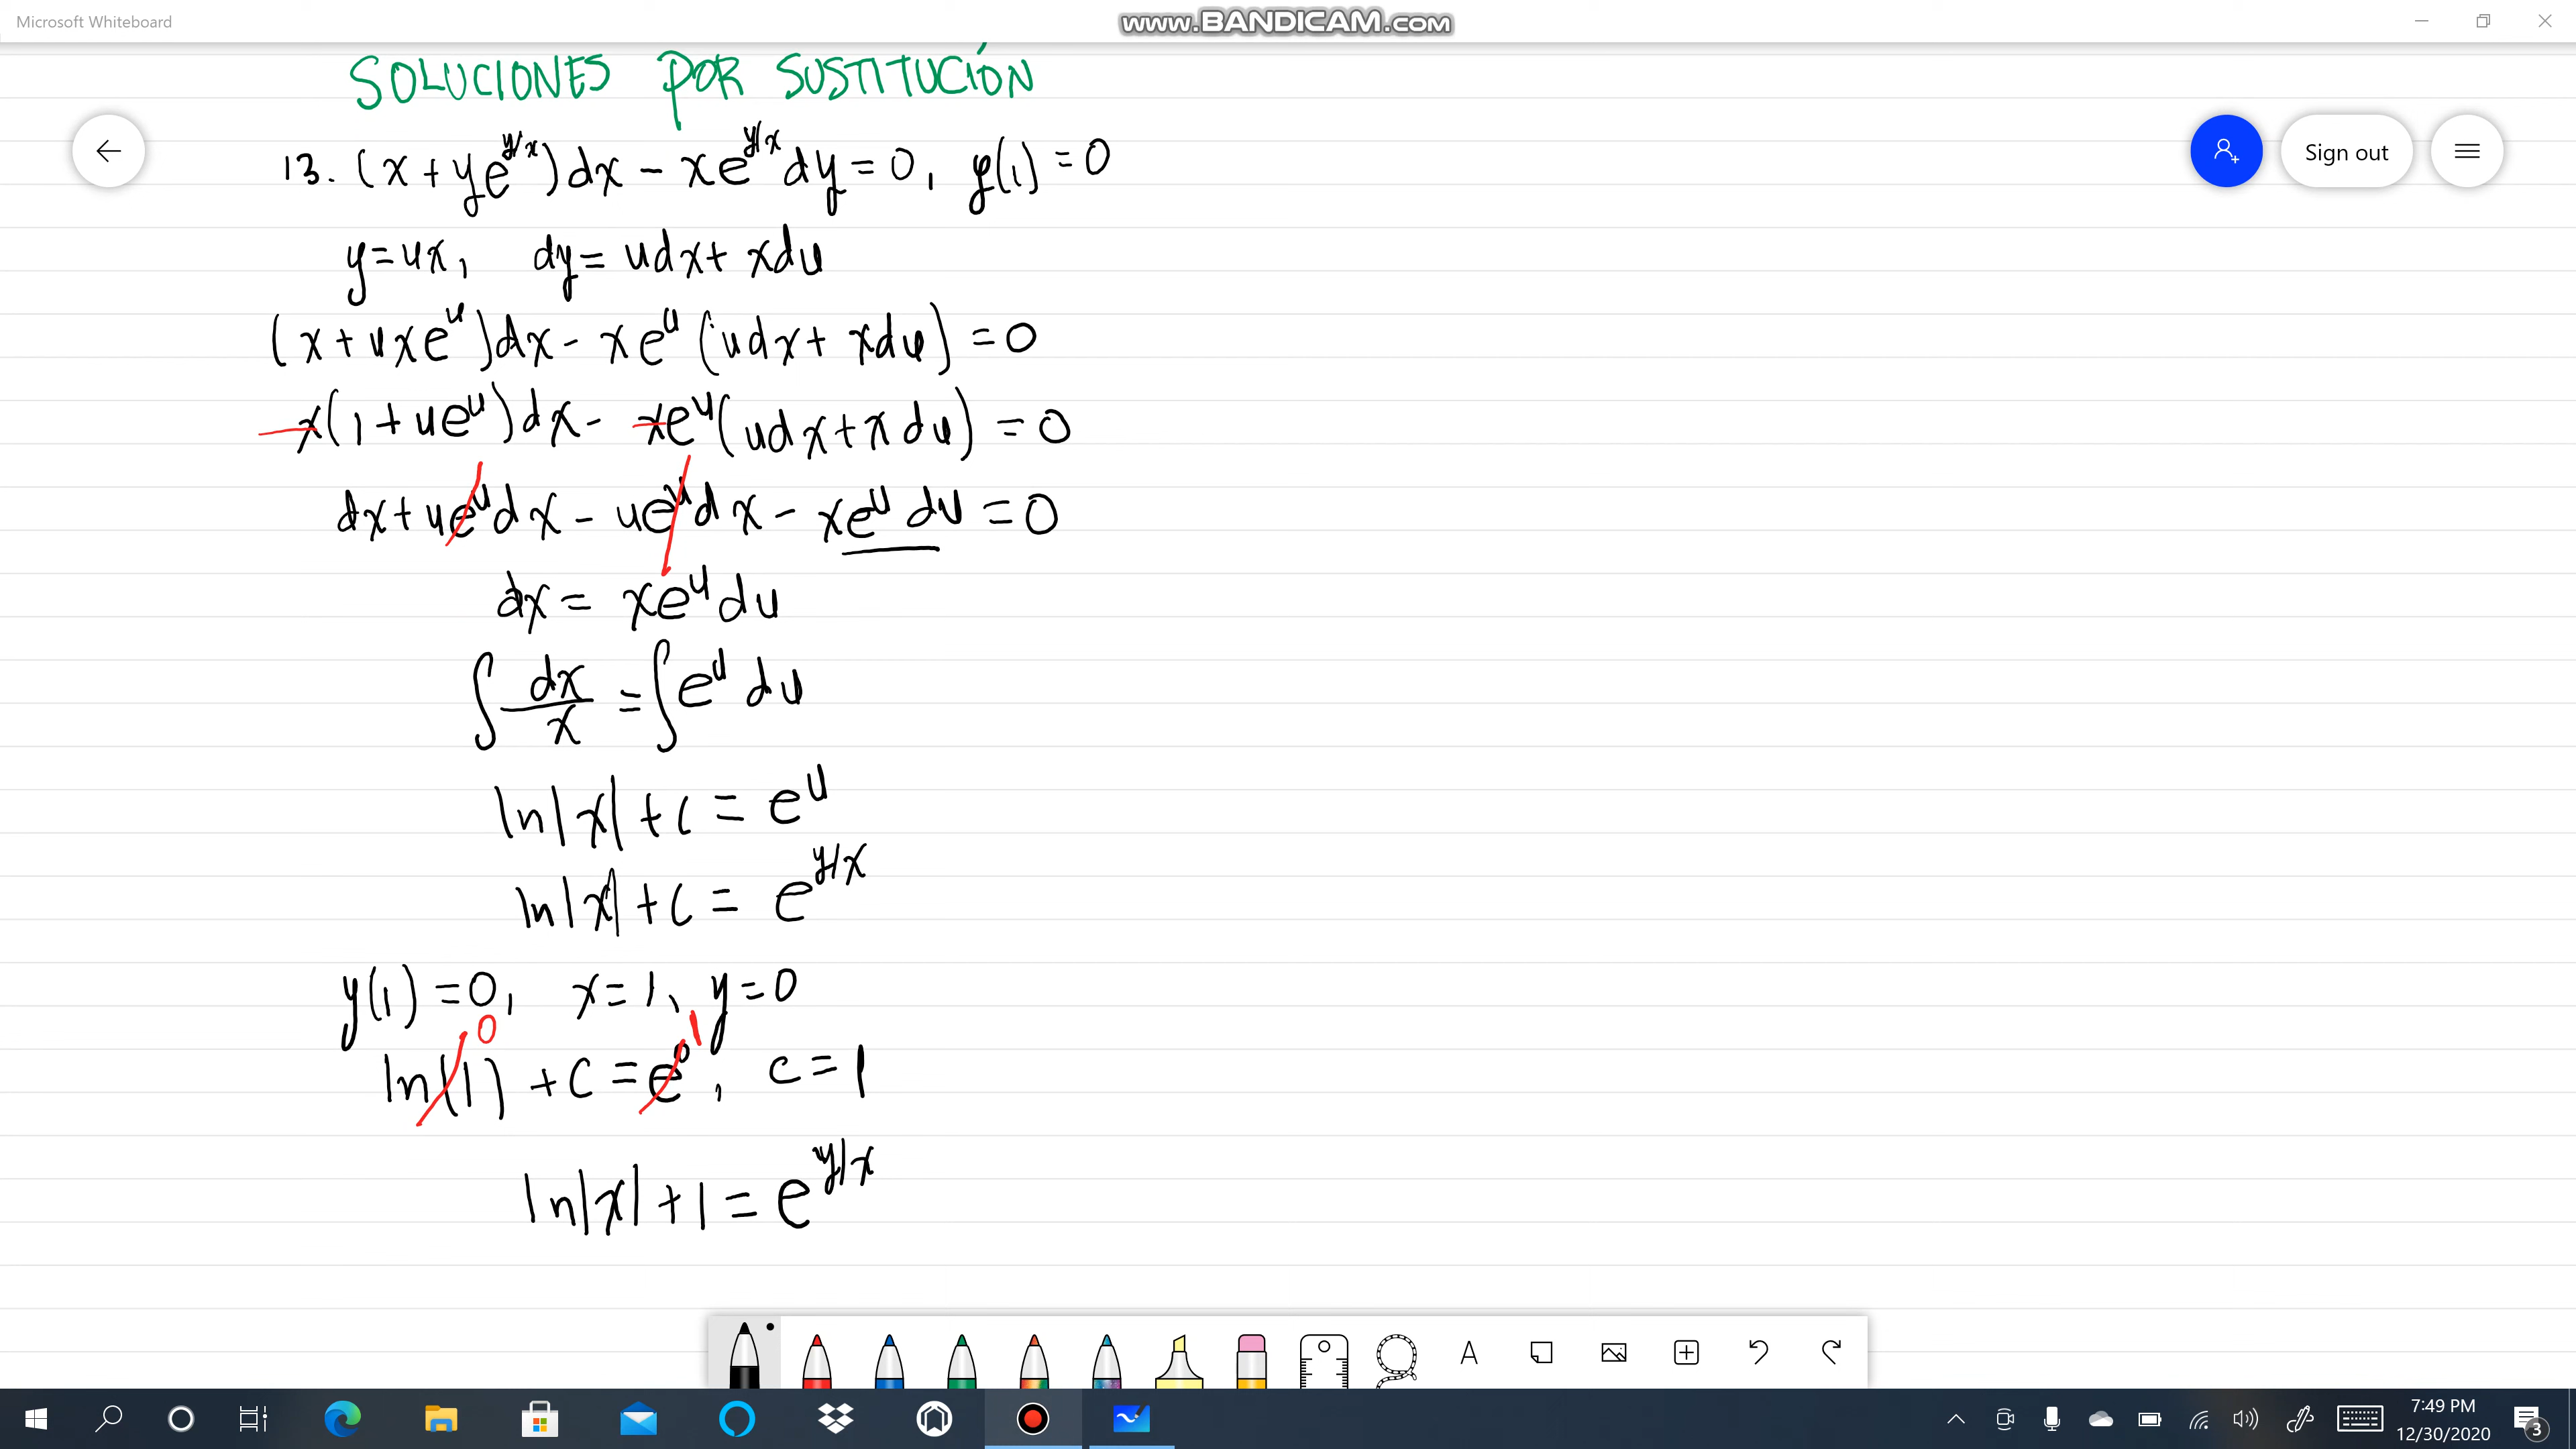 Microsoft Whiteboard
www.BANDICAM.com
SOLUCIONES POR SUSTITUCIÓN
13. (x + ye^{y/x})dx - xe^{y/x}dy = 0, y(1) = 0
y = ux, dy = udx + xdu
(x + uxe^u)dx - xe^u(udx + xdu) = 0
x(1 + ue^u)dx - xe^u(udx + xdu) = 0
dx + ue^u dx - ue^u dx - xe^u du = 0
dx = xe^u du
∫ dx/x = ∫ e^u du
ln|x| + c = e^u
ln|x| + c = e^{y/x}
y(1) = 0, x = 1, y = 0
0 1
ln(1) + c = e^0, c = 1
ln|x| + 1 = e^{y/x}
Sign out
A
7:49 PM
12/30/2020
3